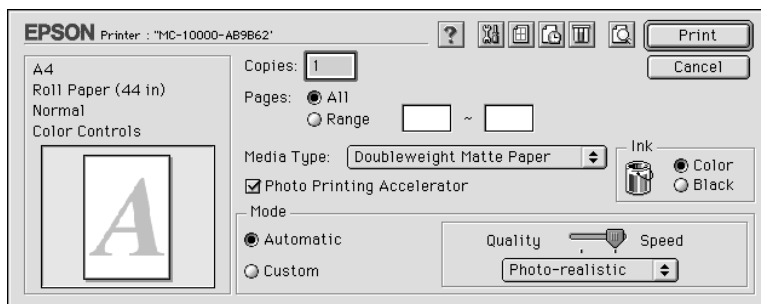 EPSON Printer : "MC-10000-AB9B62'
?
Print
A4
Roll Paper (44 in)
Normal
Color Controls
A
Copies: 1
Cancel
Pages: All
Range ~
Media Type: Doubleweight Matte Paper
Ink
Color
Black
Photo Printing Accelerator
Mode
Automatic
Quality Speed
Custom
Photo-realistic